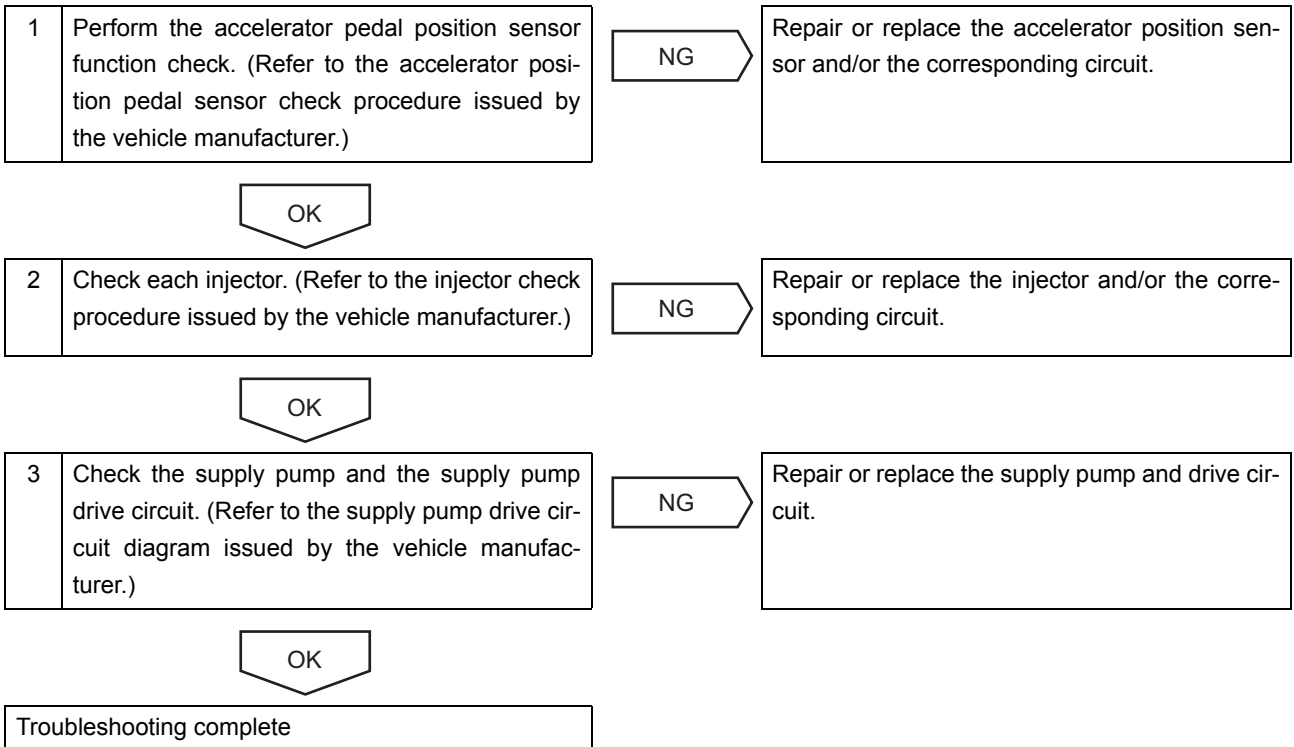 1
Perform the accelerator pedal position sensor
function check. (Refer to the accelerator posi-
tion pedal sensor check procedure issued by
the vehicle manufacturer.)
NG
Repair or replace the accelerator position sen-
sor and/or the corresponding circuit.
OK
2
Check each injector. (Refer to the injector check
procedure issued by the vehicle manufacturer.)
NG
Repair or replace the injector and/or the corre-
sponding circuit.
OK
3
Check the supply pump and the supply pump
drive circuit. (Refer to the supply pump drive cir-
cuit diagram issued by the vehicle manufac-
turer.)
NG
Repair or replace the supply pump and drive cir-
cuit.
OK
Troubleshooting complete